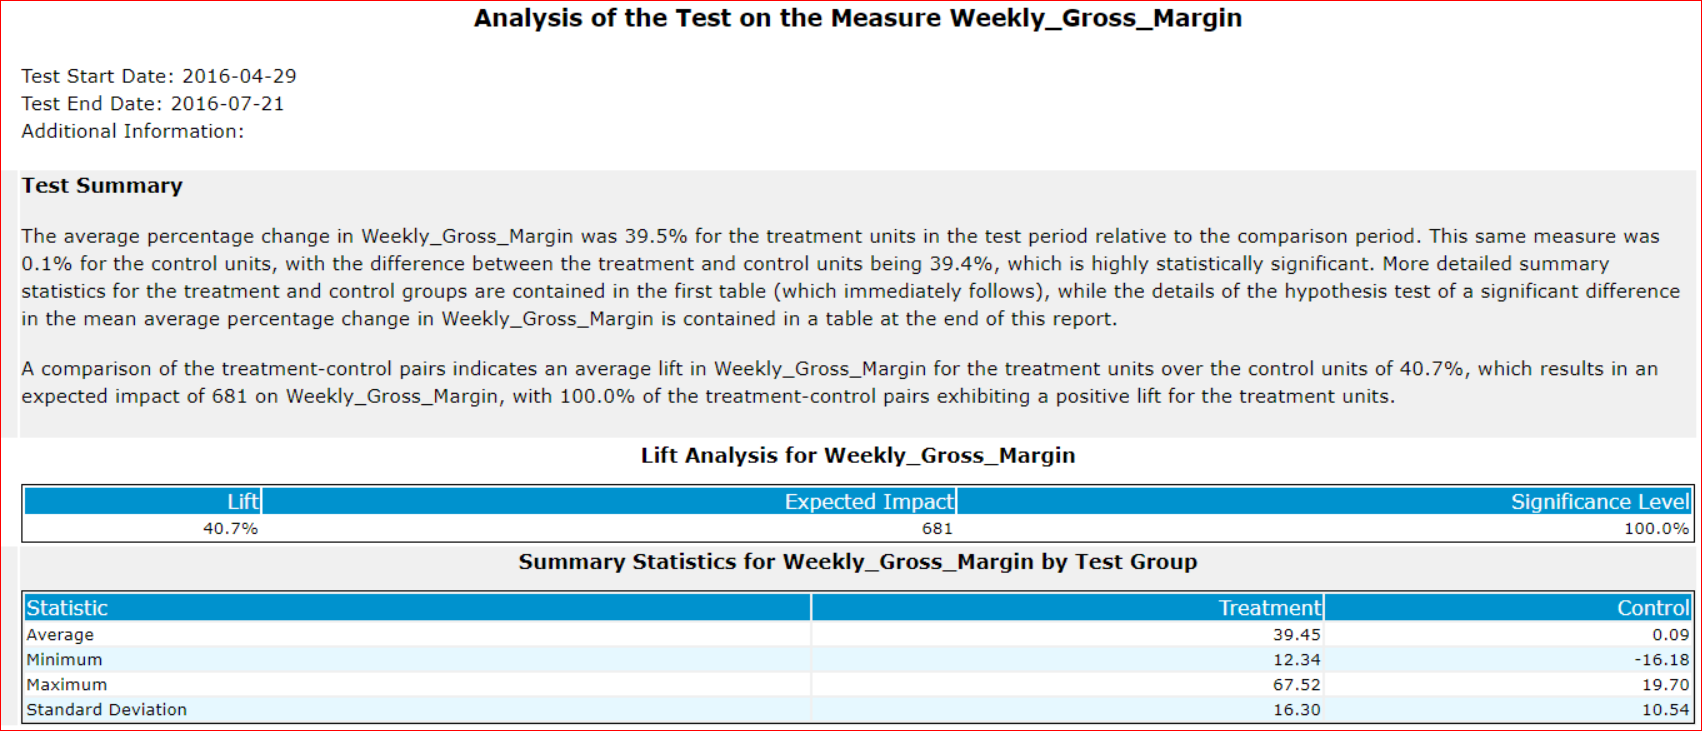 Analysis of the Test on the Measure Weekly_Gross_Margin
Test Start Date: 2016-04-29
Test End Date: 2016-07-21
Additional Information:
Test Summary
The average percentage change in Weekly_Gross_Margin was 39.5% for the treatment units in the test period relative to the comparison period. This same measure was
0.1% for the control units, with the difference between the treatment and control units being 39.4%, which is highly statistically significant. More detailed summary
statistics for the treatment and control groups are contained in the first table (which immediately follows), while the details of the hypothesis test of a significant difference
in the mean average percentage change in Weekly_Gross_Margin is contained in a table at the end of this report.
A comparison of the treatment-control pairs indicates an average lift in Weekly_Gross_Margin for the treatment units over the control units of 40.7%, which results in an
expected impact of 681 on Weekly_Gross_Margin, with 100.0% of the treatment-control pairs exhibiting a positive lift for the treatment units.
Lift Analysis for Weekly_Gross_Margin
Lift Expected Impact Significance Level
40.7% 681 100.0%
Summary Statistics for Weekly_Gross_Margin by Test Group
Statistic Treatment Control
Average 39.45 0.09
Minimum 12.34 -16.18
Maximum 67.52 19.70
Standard Deviation 16.30 10.54